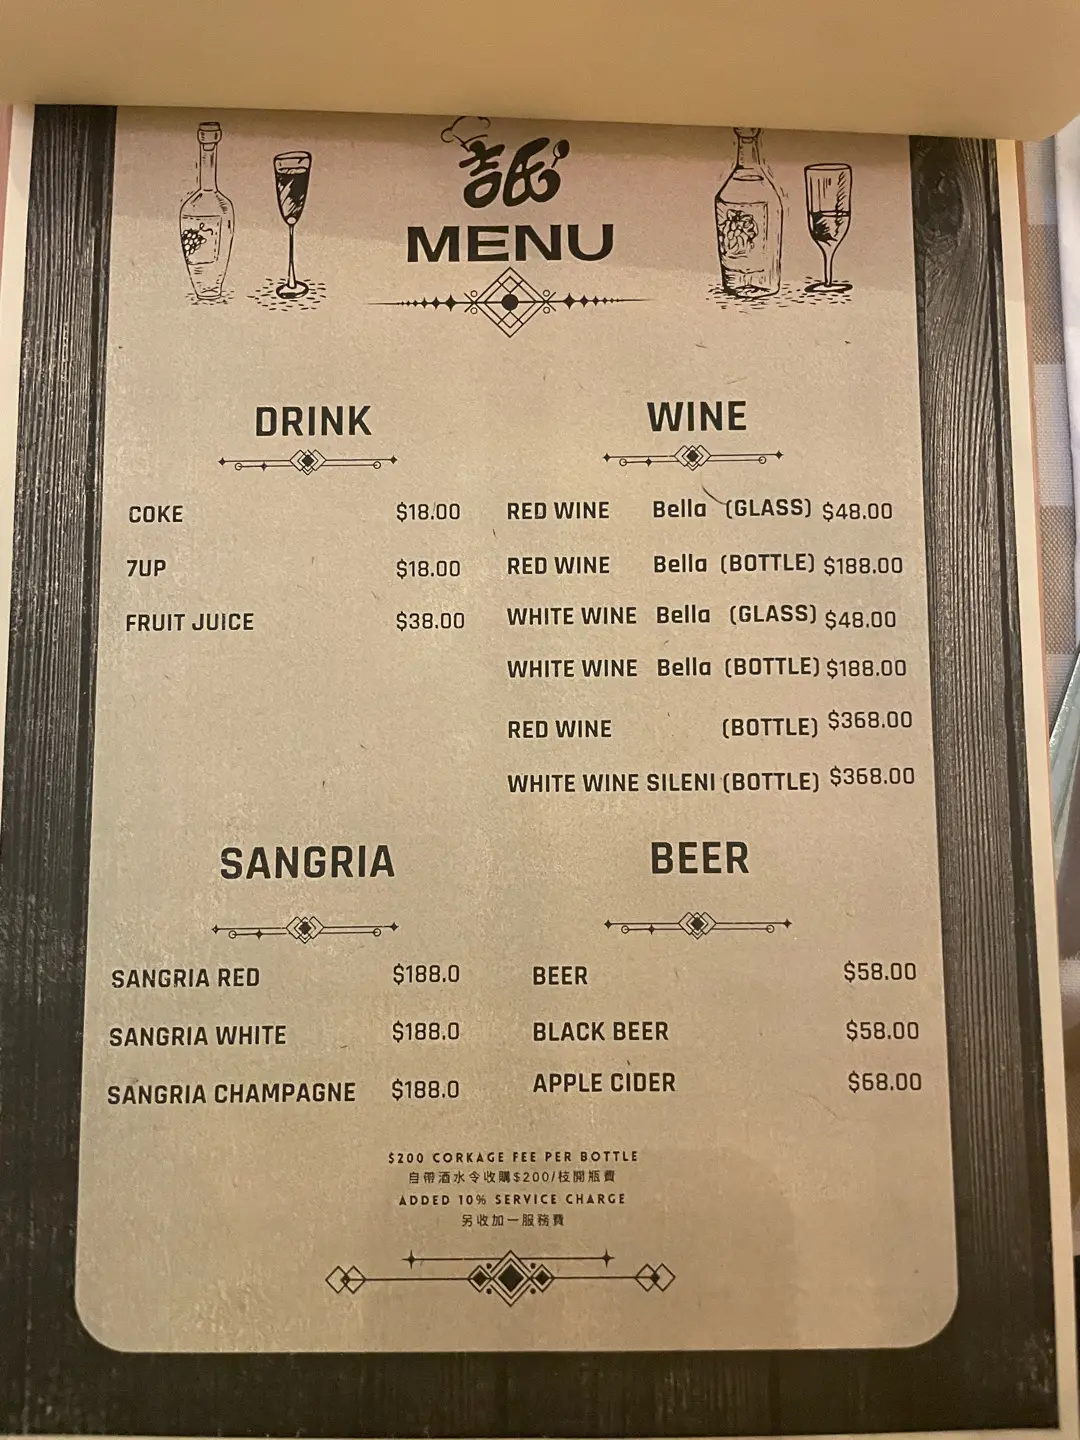 MENU
DRINK
COKE $18.00
7UP $18.00
FRUIT JUICE $38.00
WINE
RED WINE Bella (GLASS) $48.00
RED WINE Bella (BOTTLE) $188.00
WHITE WINE Bella (GLASS) $48.00
WHITE WINE Bella (BOTTLE) $188.00
RED WINE (BOTTLE) $368.00
WHITE WINE SILENI (BOTTLE) $368.00
SANGRIA
SANGRIA RED $188.0
SANGRIA WHITE $188.0
SANGRIA CHAMPAGNE $188.0
BEER
BEER $58.00
BLACK BEER $58.00
APPLE CIDER $68.00
$200 CORKAGE FEE PER BOTTLE
自帶酒水令收購$200/枝開瓶費
ADDED 10% SERVICE CHARGE
另收加一服務費